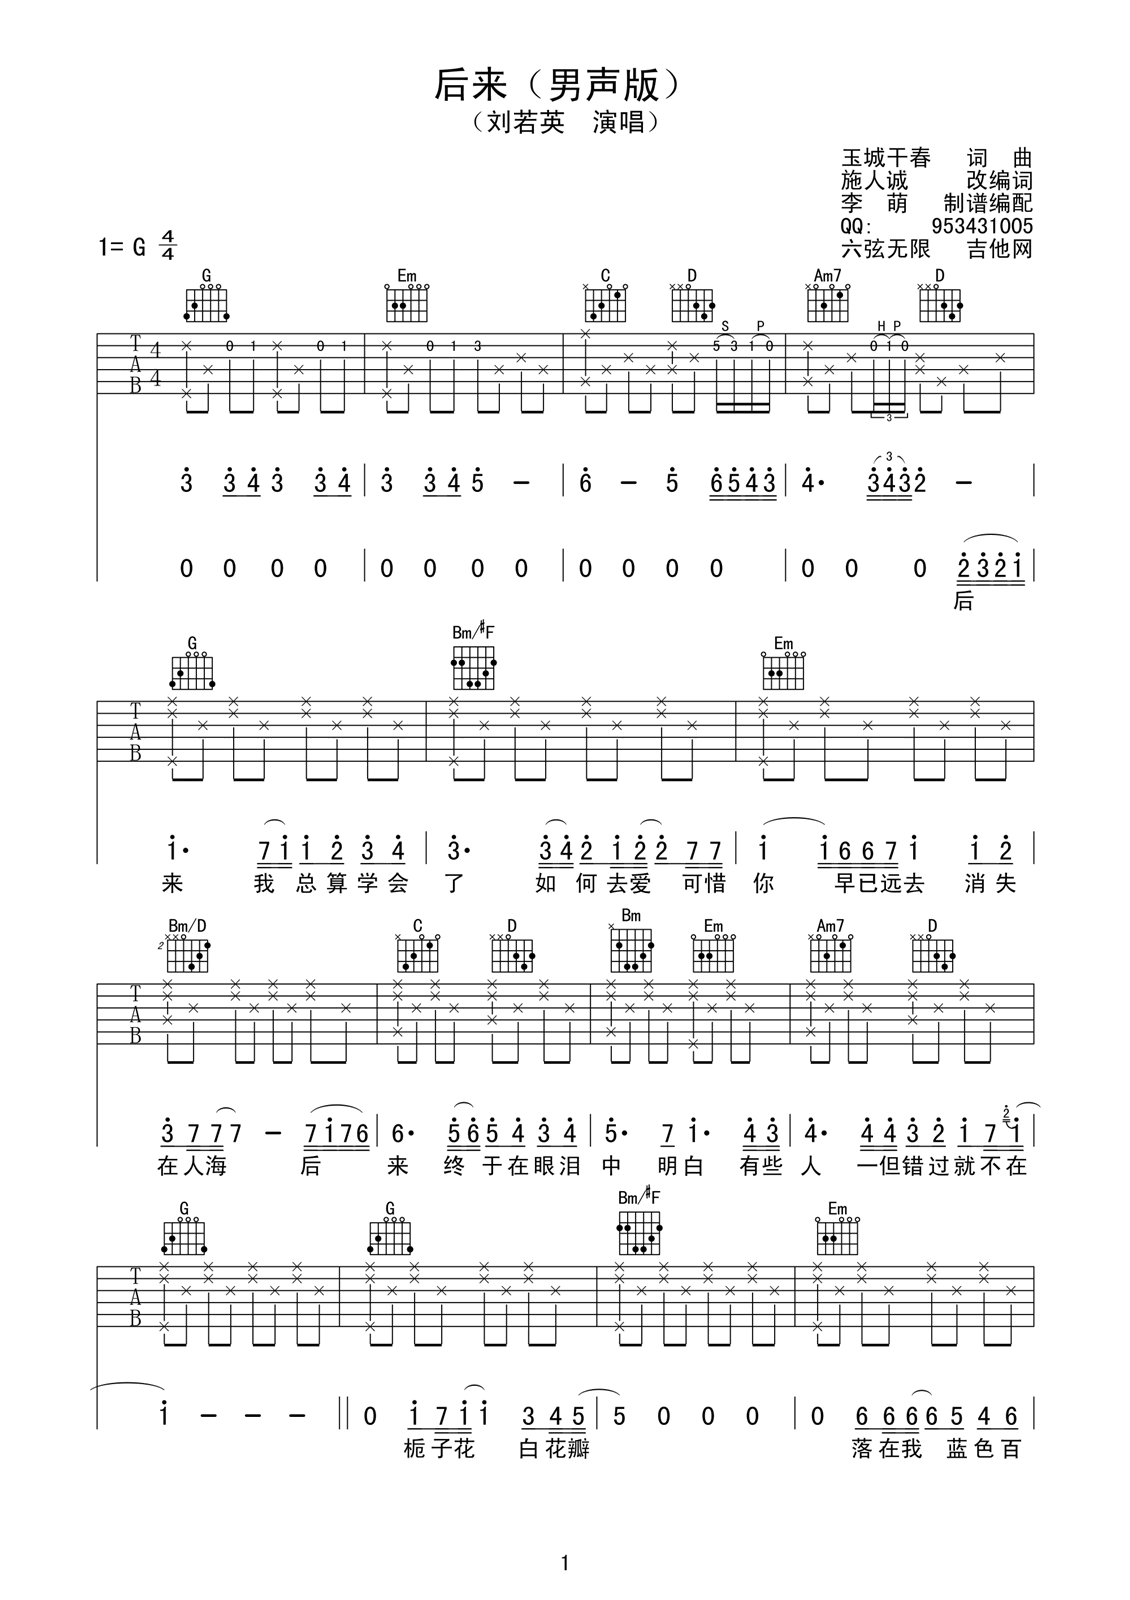 后来（男声版）
（刘若英 演唱）
玉城干春 词 曲
施人诚 改编词
李 萌 制谱编配
QQ: 953431005
1= G 4/4 六弦无限 吉他网
G Em C D Am7 D
S P H P
T A B 4 4 0 1 0 1 0 1 3 5 3 1 0 0 1 0
3
3 3 4 3 3 4 | 3 3 4 5 － | 6 － 5 6 5 4 3 | 4· 3 4 3 2 － |
0 0 0 0 | 0 0 0 0 | 0 0 0 0 | 0 0 0 2 3 2 1 |
后
G Bm/#F Em
T A B
1· 7 1 1 2 3 4 | 3· 3 4 2 1 2 2 7 7 | 1 1 6 6 7 1 1 2 |
来 我 总 算 学 会 了 如 何 去 爱 可 惜 你 早 已 远 去 消 失
Bm/D C D Bm Em Am7 D
2
T A B
3 7 7 7 － 7 1 7 6 | 6· 5 6 5 4 3 4 | 5· 7 1· 4 3 | 4· 4 4 3 2 1 7 2 1
在 人 海 后 来 终 于 在 眼 泪 中 明 白 有 些 人 一 但 错 过 就 不 在
G G Bm/#F Em
T A B
1 － － － || 0 1 7 1 1 3 4 5 | 5 0 0 0 | 0 6 6 6 6 5 4 6 |
栀 子 花 白 花 瓣 落 在 我 蓝 色 百
1